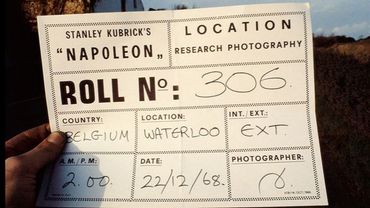 STANLEY KUBRICK'S
"NAPOLEON"
LOCATION
RESEARCH PHOTOGRAPHY
ROLL No: 306.
COUNTRY: LOCATION: INT./ EXT.:
BELGIUM WATERLOO EXT.
A.M./P.M: DATE: PHOTOGRAPHER:
2.00. 22/12/68.